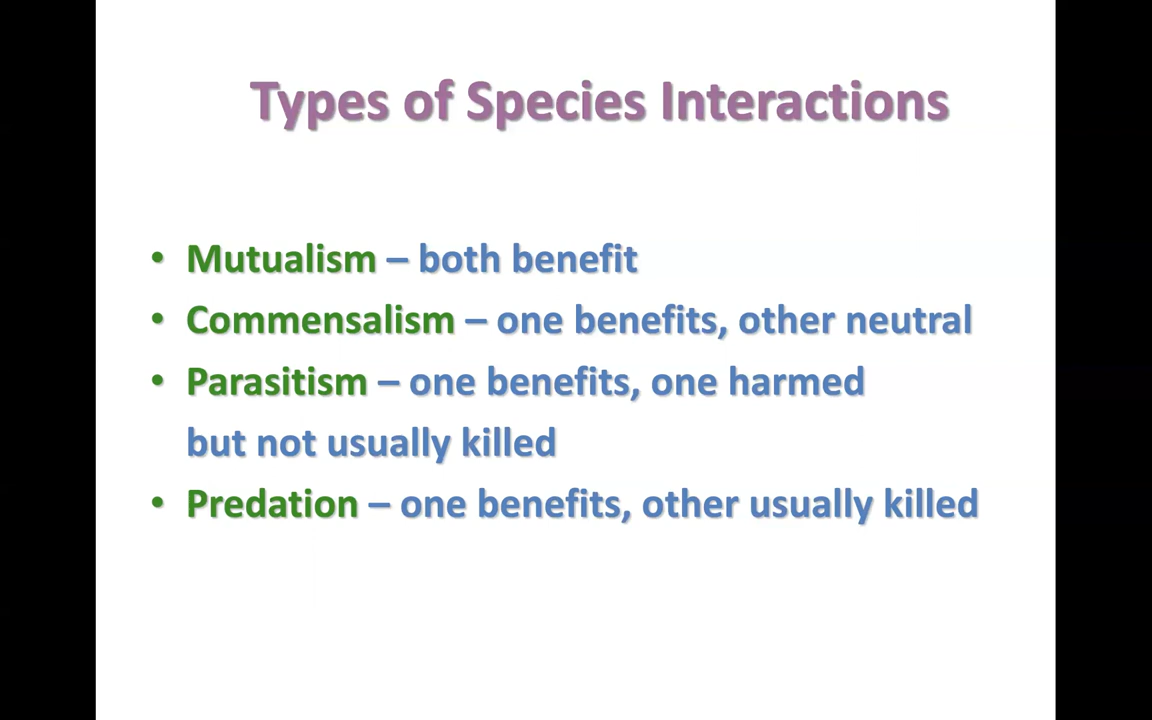 Types of Species Interactions
• Mutualism – both benefit
• Commensalism – one benefits, other neutral
• Parasitism – one benefits, one harmed
but not usually killed
• Predation – one benefits, other usually killed